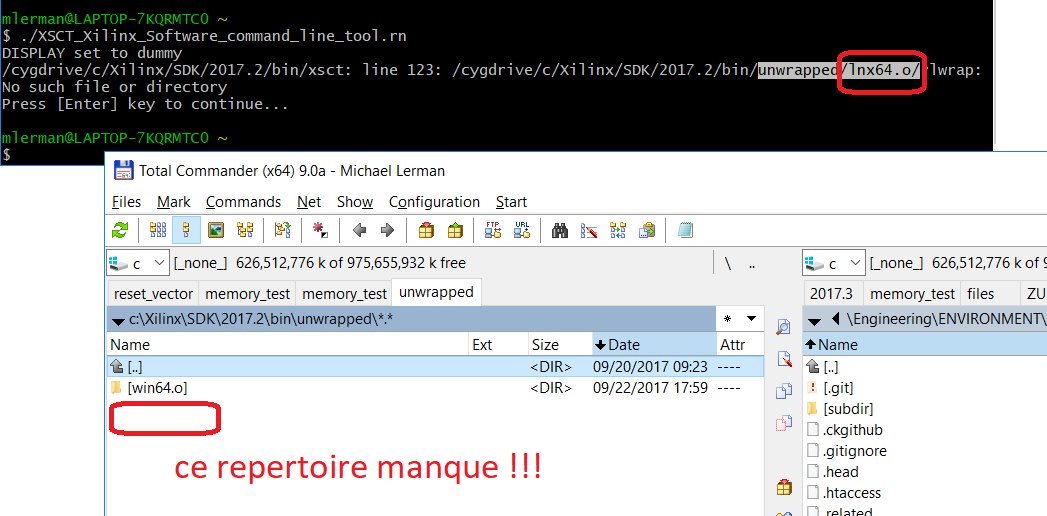 mlerman@LAPTOP-7KQRMTC0 ~
$ ./XSCT_Xilinx_Software_command_line_tool.rn
DISPLAY set to dummy
/cygdrive/c/Xilinx/SDK/2017.2/bin/xsct: line 123: /cygdrive/c/Xilinx/SDK/2017.2/bin/unwrapped/lnx64.o/rlwrap:
No such file or directory
Press [Enter] key to continue...
mlerman@LAPTOP-7KQRMTC0 ~
$
Total Commander (x64) 9.0a - Michael Lerman
Files Mark Commands Net Show Configuration Start
FTP URL
c [_none_] 626,512,776 k of 975,655,932 k free \ .. c [_none_] 626,512,776 k of 9
reset_vector memory_test memory_test unwrapped 2017.3 memory_test files ZU
c:\Xilinx\SDK\2017.2\bin\unwrapped\*.* * \Engineering\ENVIRONMENT\
Name Ext Size Date Attr Name
[..] <DIR> 09/20/2017 09:23 ---- [..]
[win64.o] <DIR> 09/22/2017 17:59 ---- [.git]
[subdir]
.ckgithub
.gitignore
.head
.htaccess
.related
ce repertoire manque !!!